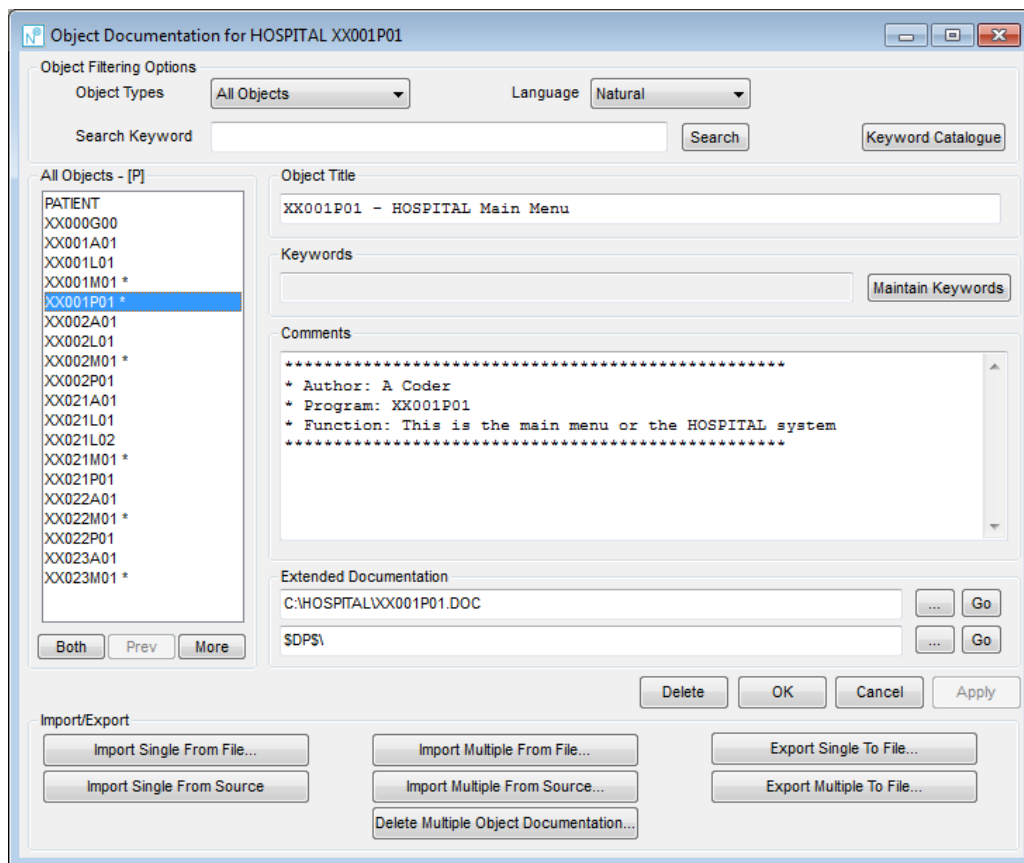 Object Documentation for HOSPITAL XX001P01
Object Filtering Options
Object Types All Objects Language Natural
Search Keyword Search Keyword Catalogue
All Objects - [P]
PATIENT
XX000G00
XX001A01
XX001L01
XX001M01 *
XX001P01 *
XX002A01
XX002L01
XX002M01 *
XX002P01
XX021A01
XX021L01
XX021L02
XX021M01 *
XX021P01
XX022A01
XX022M01 *
XX022P01
XX023A01
XX023M01 *
Both Prev More
Object Title
XX001P01 - HOSPITAL Main Menu
Keywords
Maintain Keywords
Comments
**************************************************
* Author: A Coder
* Program: XX001P01
* Function: This is the main menu or the HOSPITAL system
**************************************************
Extended Documentation
C:\HOSPITAL\XX001P01.DOC ... Go
$DP$\ ... Go
Delete OK Cancel Apply
Import/Export
Import Single From File... Import Multiple From File... Export Single To File...
Import Single From Source Import Multiple From Source... Export Multiple To File...
Delete Multiple Object Documentation...